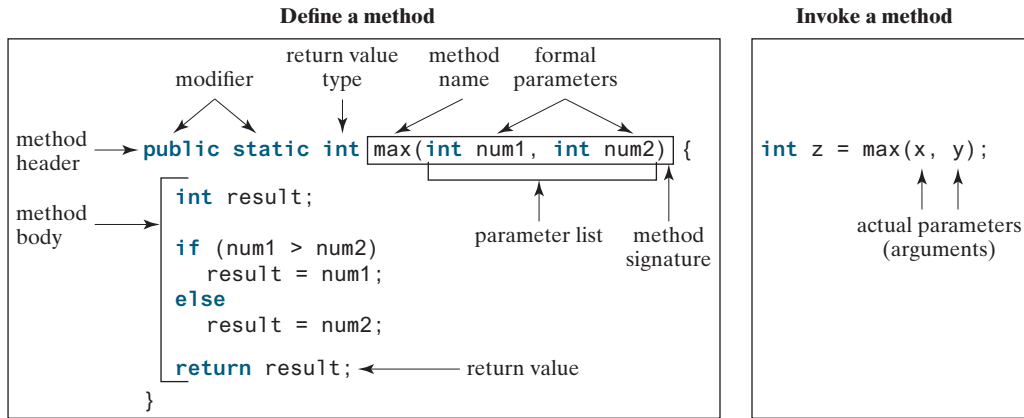 Define a method
Invoke a method
return value
type
method
name
formal
parameters
modifier
method
header
public static int max(int num1, int num2) {
int z = max(x, y);
method
body
int result;
parameter list
method
signature
actual parameters
(arguments)
if (num1 > num2)
result = num1;
else
result = num2;
return result;
return value
}